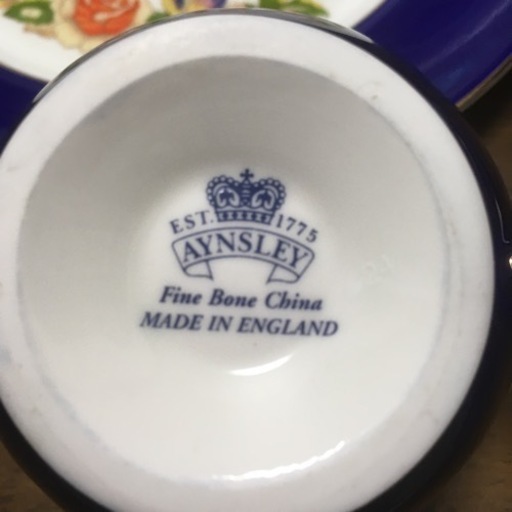 EST. 1775
AYNSLEY
Fine Bone China
MADE IN ENGLAND